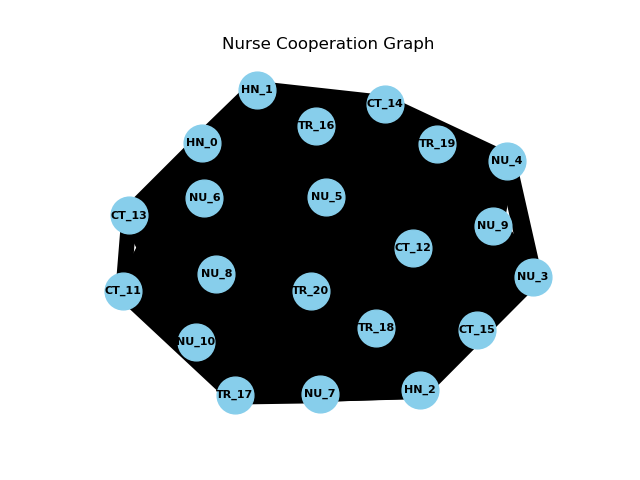 Nurse Cooperation Graph
HN_1
CT_14
TR_16
HN_0
TR_19
NU_4
NU_6
NU_5
CT_13
NU_9
CT_12
NU_8
NU_3
CT_11
TR_20
TR_18
CT_15
NU_10
HN_2
TR_17
NU_7